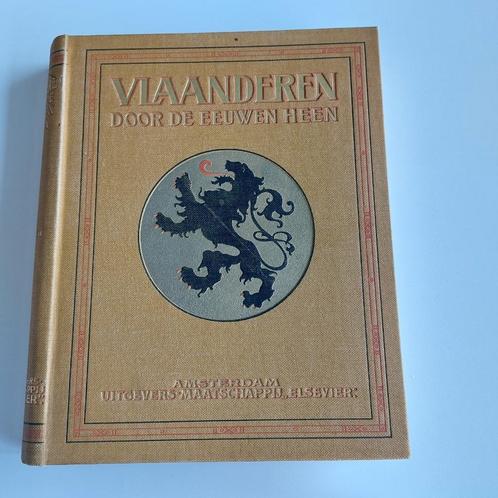 VLAANDEREN
DOOR DE EEUWEN HEEN
AMSTERDAM
UITGEVERS-MAATSCHAPPIJ „ELSEVIER”